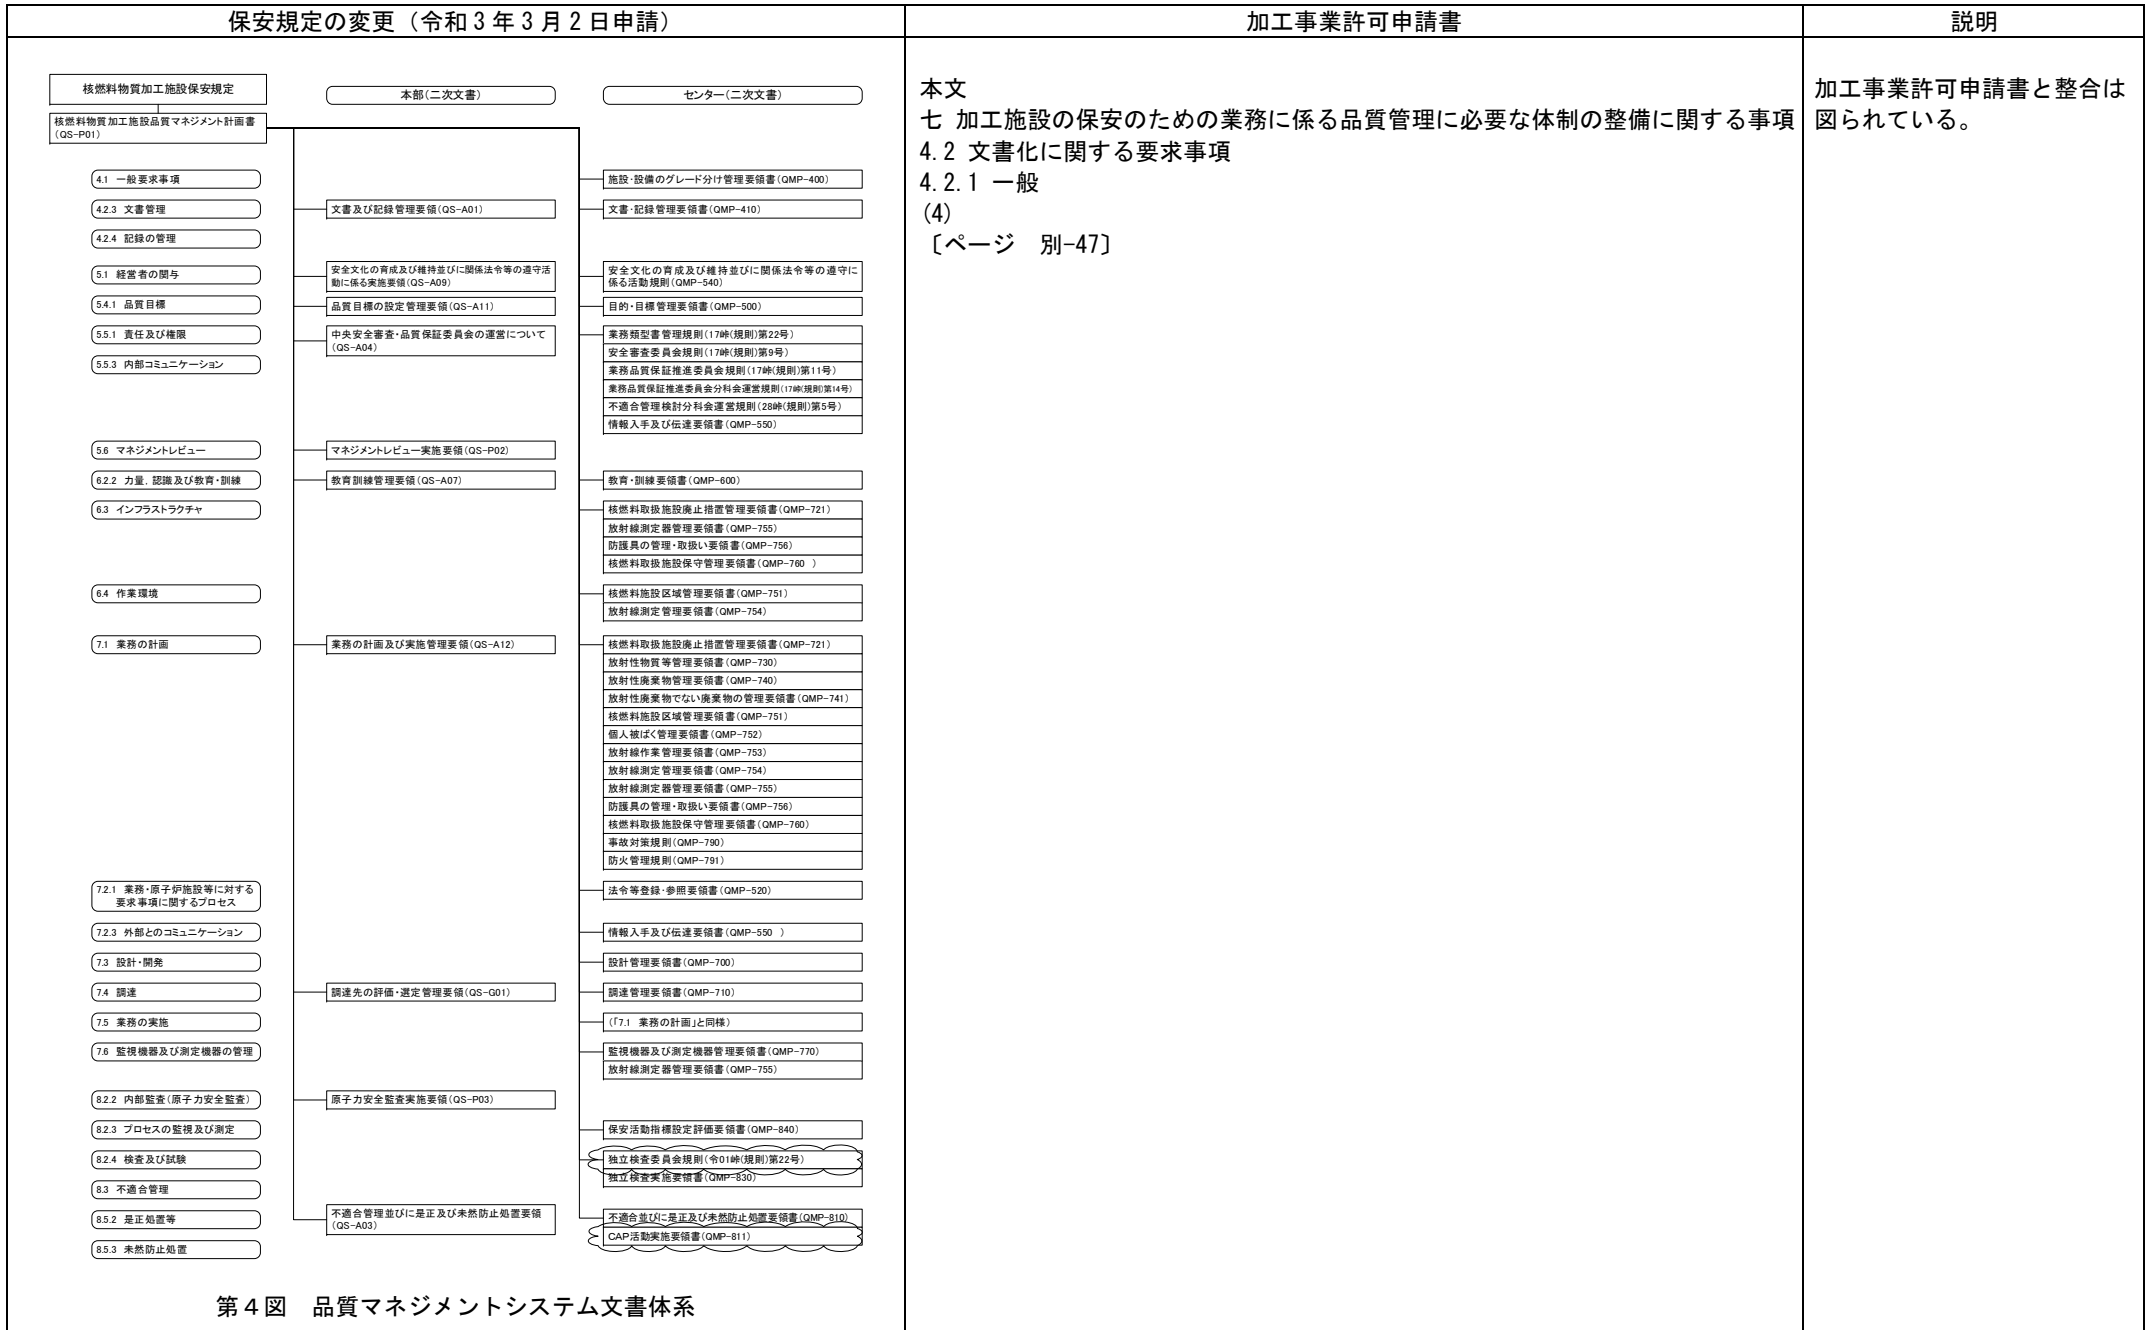 保安規定の変更（令和３年３月２日申請）
加工事業許可申請書
説明
核燃料物質加工施設保安規定
本部(二次文書)
センター(二次文書)
核燃料物質加工施設品質マネジメント計画書
(QS-P01)
4.1 一般要求事項
施設･設備のグレード分け管理要領書(QMP-400)
4.2.3 文書管理
文書及び記録管理要領(QS-A01)
文書･記録管理要領書(QMP-410)
4.2.4 記録の管理
5.1 経営者の関与
安全文化の育成及び維持並びに関係法令等の遵守活
動に係る実施要領(QS-A09)
安全文化の育成及び維持並びに関係法令等の遵守に
係る活動規則(QMP-540)
5.4.1 品質目標
品質目標の設定管理要領(QS-A11)
目的･目標管理要領書(QMP-500)
5.5.1 責任及び権限
中央安全審査･品質保証委員会の運営について
(QS-A04)
業務類型書管理規則(17峠(規則)第22号)
安全審査委員会規則(17峠(規則)第9号)
5.5.3 内部コミュニケーション
業務品質保証推進委員会規則(17峠(規則)第11号)
業務品質保証推進委員会分科会運営規則(17峠(規則)第14号)
不適合管理検討分科会運営規則(28峠(規則)第5号)
情報入手及び伝達要領書(QMP-550)
5.6 マネジメントレビュー
マネジメントレビュー実施要領(QS-P02)
6.2.2 力量，認識及び教育･訓練
教育訓練管理要領(QS-A07)
教育･訓練要領書(QMP-600)
6.3 インフラストラクチャ
核燃料取扱施設廃止措置管理要領書(QMP-721)
放射線測定器管理要領書(QMP-755)
防護具の管理･取扱い要領書(QMP-756)
核燃料取扱施設保守管理要領書(QMP-760 )
6.4 作業環境
核燃料施設区域管理要領書(QMP-751)
放射線測定管理要領書(QMP-754)
7.1 業務の計画
業務の計画及び実施管理要領(QS-A12)
核燃料取扱施設廃止措置管理要領書(QMP-721)
放射性物質等管理要領書(QMP-730)
放射性廃棄物管理要領書(QMP-740)
放射性廃棄物でない廃棄物の管理要領書(QMP-741)
核燃料施設区域管理要領書(QMP-751)
個人被ばく管理要領書(QMP-752)
放射線作業管理要領書(QMP-753)
放射線測定管理要領書(QMP-754)
放射線測定器管理要領書(QMP-755)
防護具の管理･取扱い要領書(QMP-756)
核燃料取扱施設保守管理要領書(QMP-760)
事故対策規則(QMP-790)
防火管理規則(QMP-791)
7.2.1 業務･原子炉施設等に対する
要求事項に関するプロセス
法令等登録･参照要領書(QMP-520)
7.2.3 外部とのコミュニケーション
情報入手及び伝達要領書(QMP-550 )
7.3 設計･開発
設計管理要領書(QMP-700)
7.4 調達
調達先の評価･選定管理要領(QS-G01)
調達管理要領書(QMP-710)
7.5 業務の実施
(｢7.1 業務の計画｣と同様)
7.6 監視機器及び測定機器の管理
監視機器及び測定機器管理要領書(QMP-770)
放射線測定器管理要領書(QMP-755)
8.2.2 内部監査(原子力安全監査)
原子力安全監査実施要領(QS-P03)
8.2.3 プロセスの監視及び測定
保安活動指標設定評価要領書(QMP-840)
8.2.4 検査及び試験
独立検査委員会規則(令01峠(規則)第22号)
独立検査実施要領書(QMP-830)
8.3 不適合管理
8.5.2 是正処置等
不適合管理並びに是正及び未然防止処置要領
(QS-A03)
不適合並びに是正及び未然防止処置要領書(QMP-810)
CAP活動実施要領書(QMP-811)
8.5.3 未然防止処置
第４図　品質マネジメントシステム文書体系
本文
七 加工施設の保安のための業務に係る品質管理に必要な体制の整備に関する事項
4.2 文書化に関する要求事項
4.2.1 一般
(4)
〔ページ　別-47〕
加工事業許可申請書と整合は
図られている。